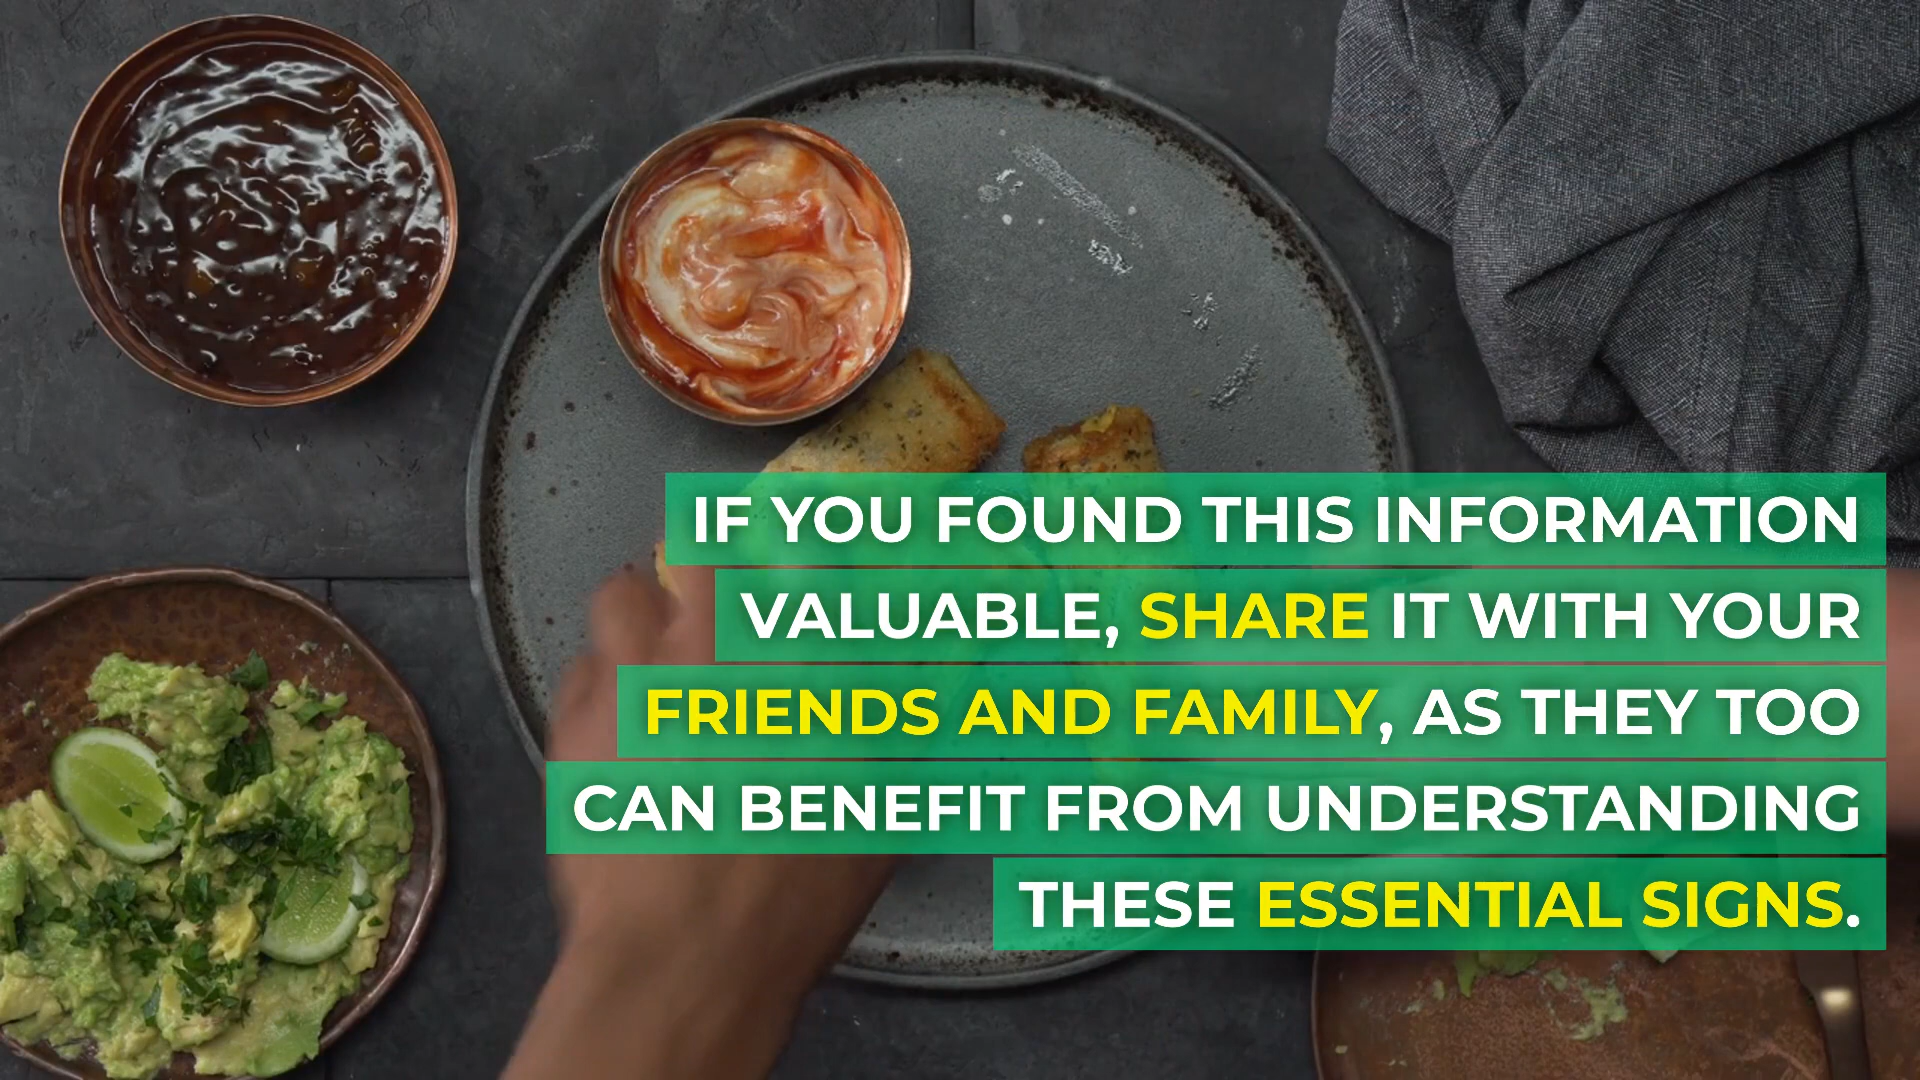 IF YOU FOUND THIS INFORMATION
VALUABLE, SHARE IT WITH YOUR
FRIENDS AND FAMILY, AS THEY TOO
CAN BENEFIT FROM UNDERSTANDING
THESE ESSENTIAL SIGNS.